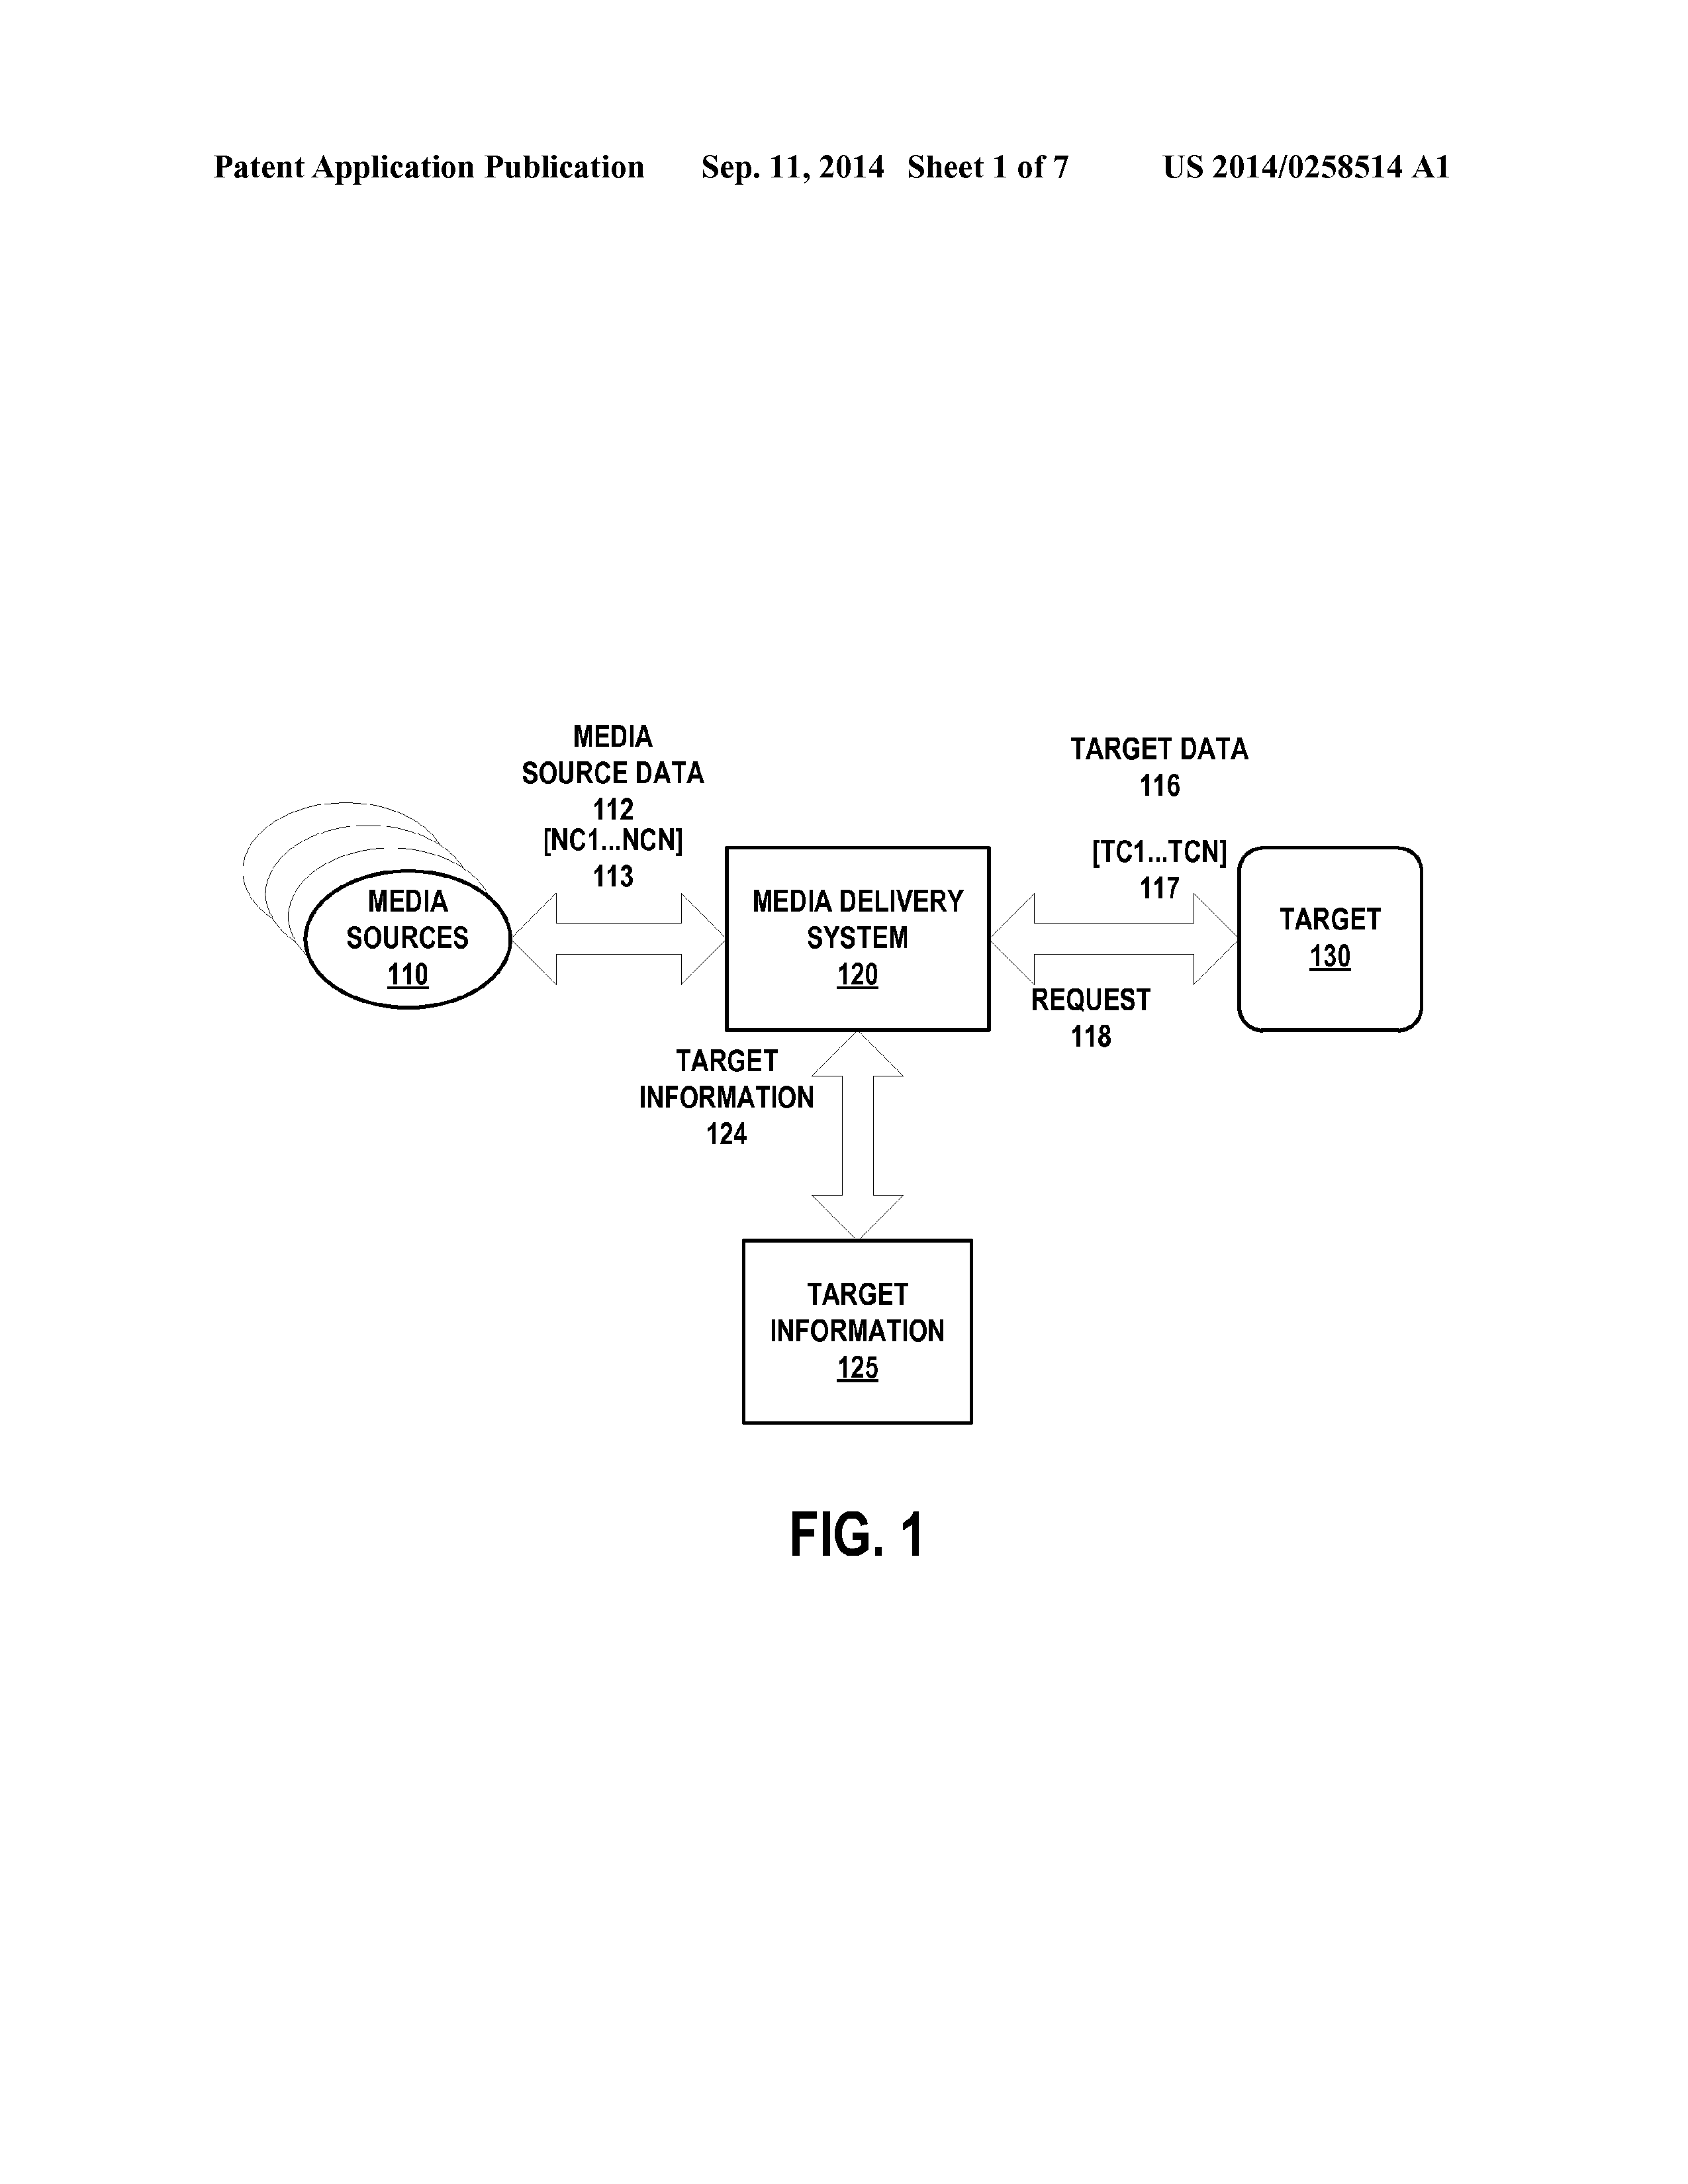 Patent Application Publication Sep. 11, 2014 Sheet 1 of 7 US 2014/0258514 A1
MEDIA
SOURCE DATA
112
[NC1...NCN]
113
TARGET DATA
116
[TC1...TCN]
117
MEDIA
SOURCES
110
MEDIA DELIVERY
SYSTEM
120
TARGET
130
REQUEST
118
TARGET
INFORMATION
124
TARGET
INFORMATION
125
FIG. 1